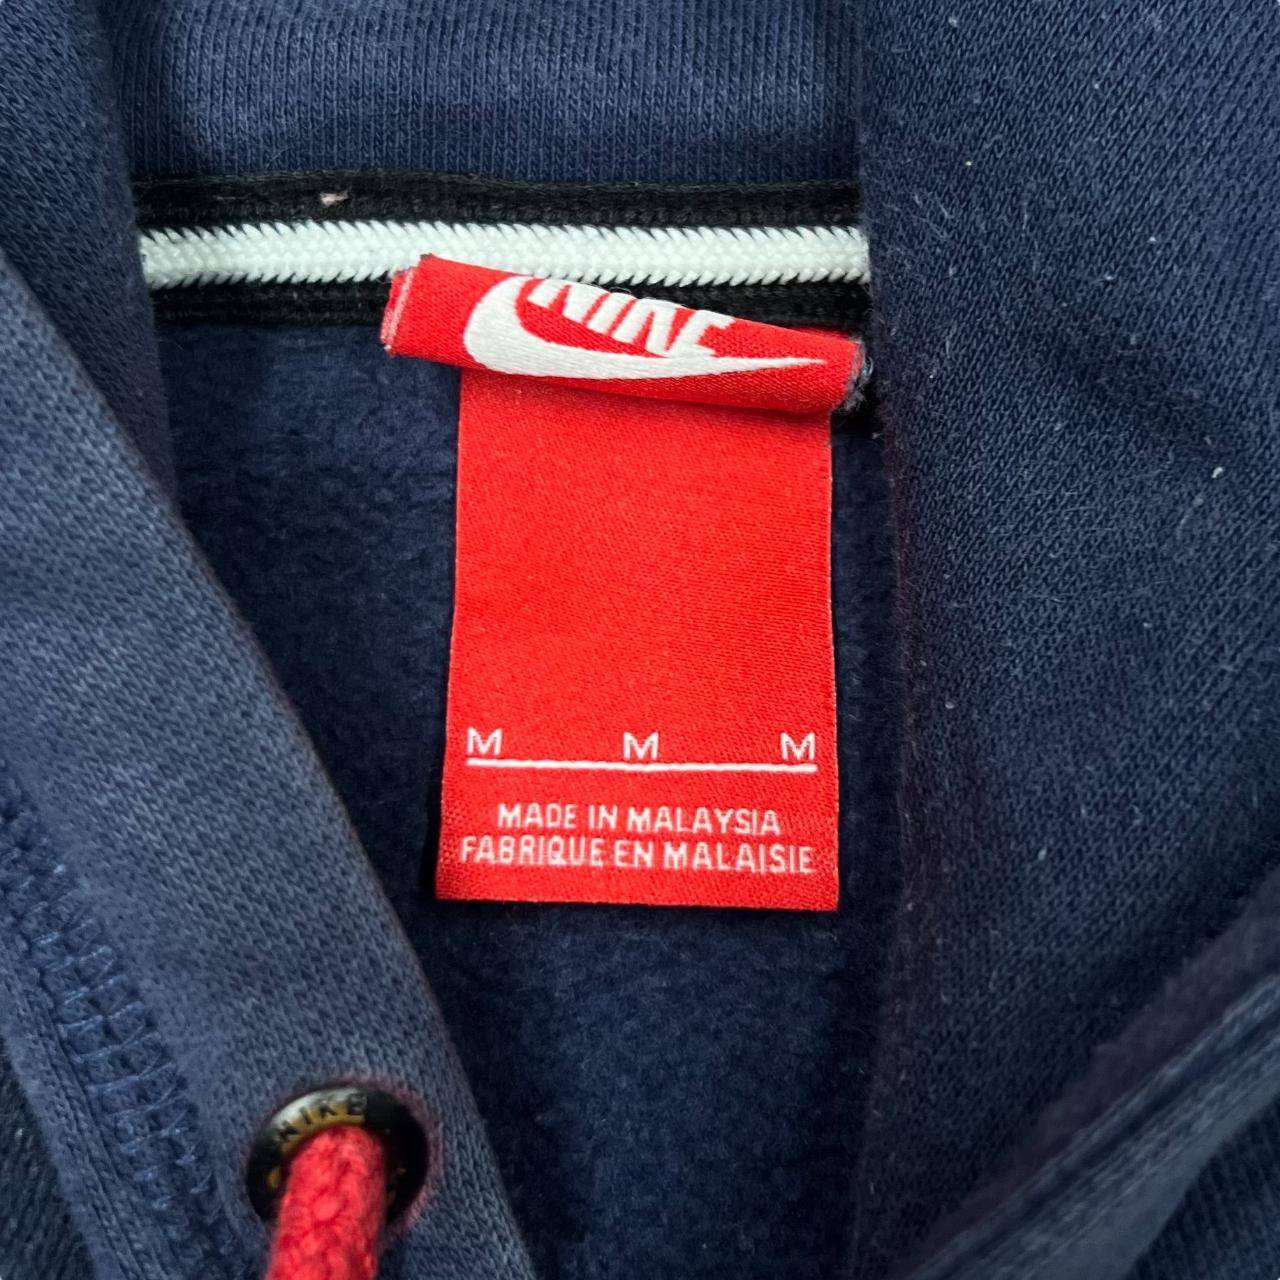 NIKE
M M M
MADE IN MALAYSIA
FABRIQUE EN MALAISIE
NIKE